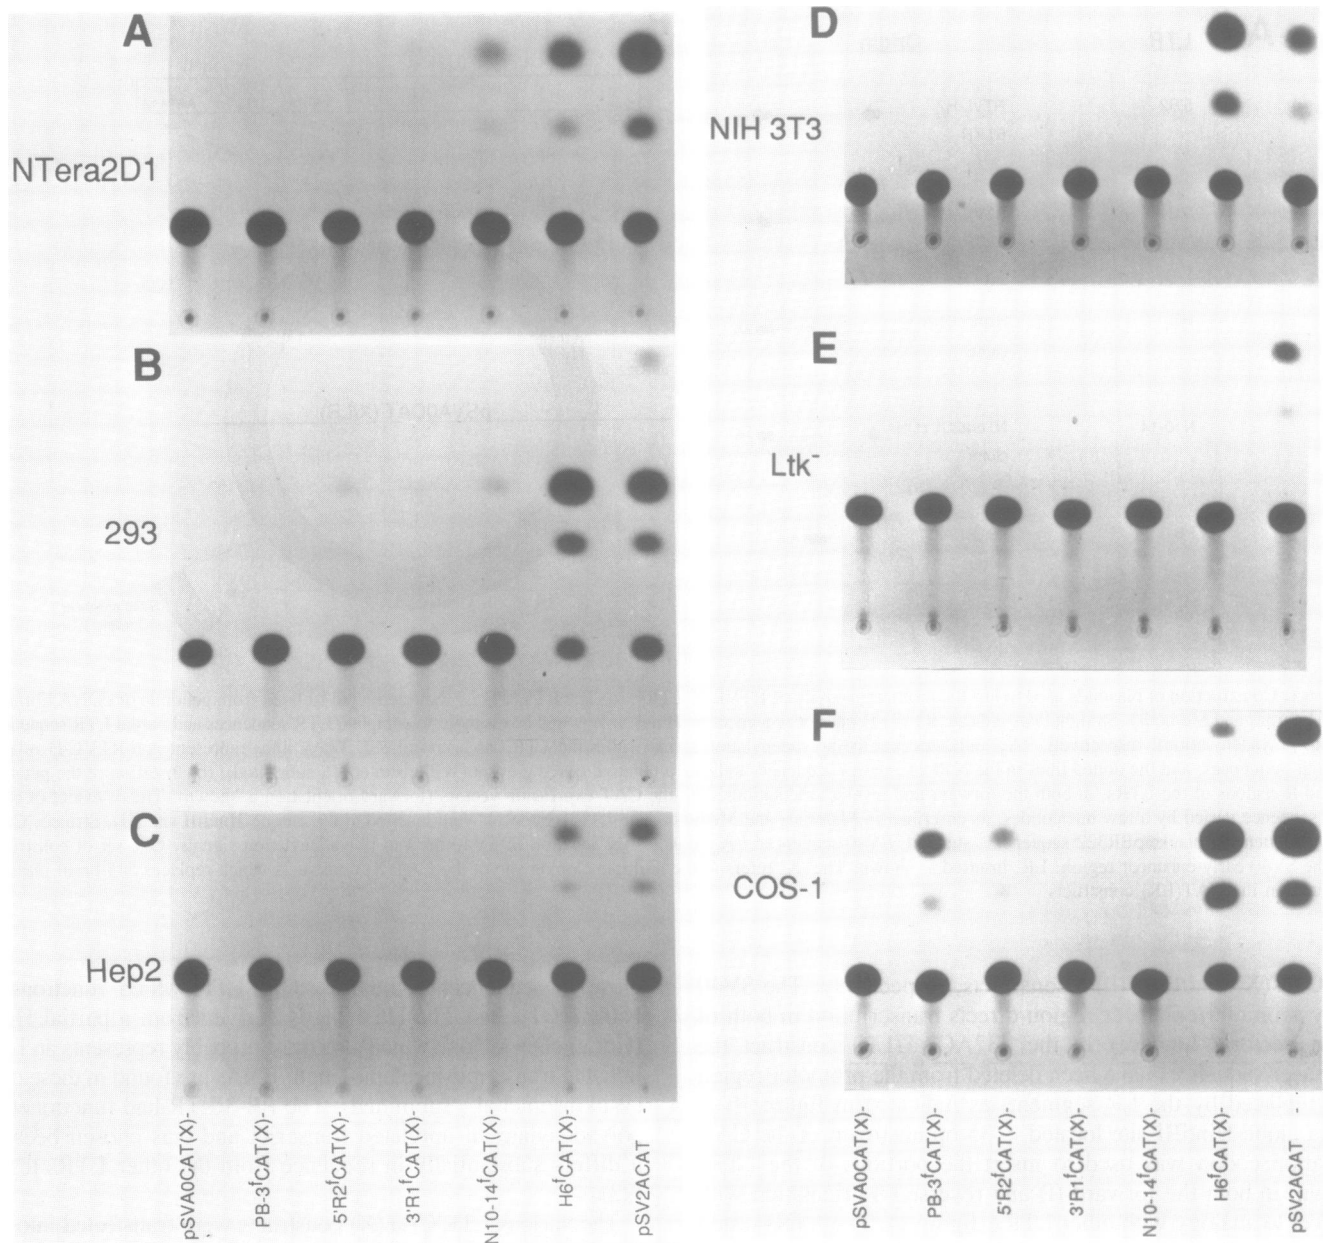 A
NTera2D1
B
293
C
Hep2
pSVA0CAT(X)-
PB-3fCAT(X)-
5'R2fCAT(X)-
3'R1fCAT(X)-
N10-14fCAT(X)-
H6fCAT(X)-
pSV2ACAT -
D
NIH 3T3
E
Ltk-
F
COS-1
pSVA0CAT(X)-
PB-3fCAT(X)-
5'R2fCAT(X)-
3'R1fCAT(X)-
N10-14fCAT(X)-
H6fCAT(X)-
pSV2ACAT -